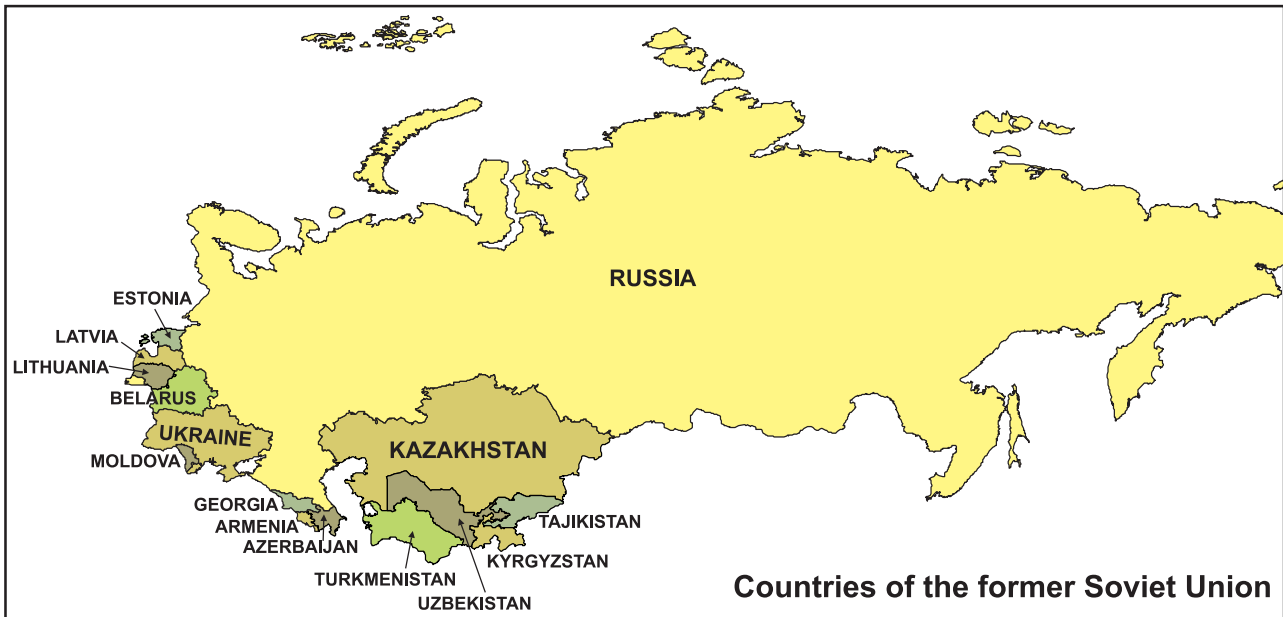 RUSSIA
ESTONIA
LATVIA
LITHUANIA
BELARUS
UKRAINE
KAZAKHSTAN
MOLDOVA
GEORGIA
ARMENIA
TAJIKISTAN
AZERBAIJAN
KYRGYZSTAN
TURKMENISTAN
UZBEKISTAN
Countries of the former Soviet Union